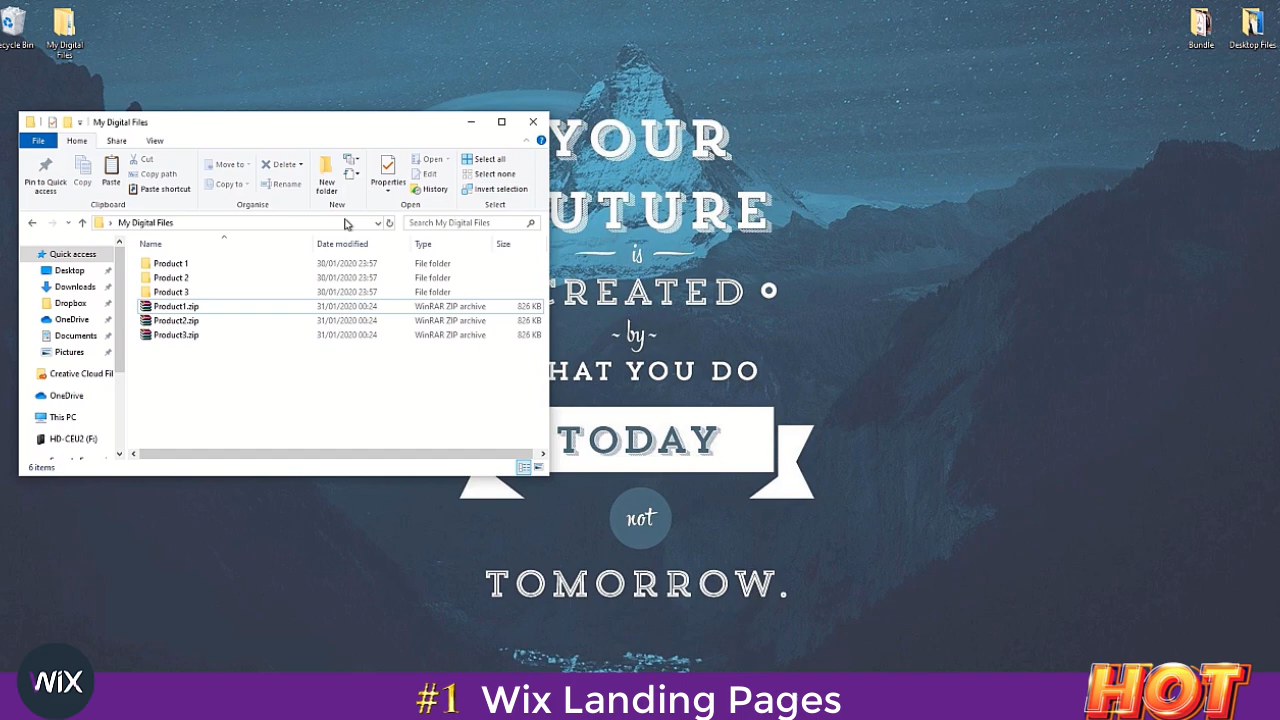 ecycle Bin
My Digital
Files
Bundle
Desktop Files
My Digital Files
File
Home
Share
View
Pin to Quick
access
Copy
Paste
Cut
Copy path
Paste shortcut
Clipboard
Move to
Copy to
Delete
Rename
Organise
New
folder
New
Properties
Open
Edit
History
Open
Select all
Select none
Invert selection
Select
My Digital Files
Search My Digital Files
Name
Date modified
Type
Size
Quick access
Desktop
Downloads
Dropbox
OneDrive
Documents
Pictures
Creative Cloud Fil
OneDrive
This PC
HD-CEU2 (F:)
Product 1 30/01/2020 23:57 File folder
Product 2 30/01/2020 23:57 File folder
Product 3 30/01/2020 23:57 File folder
Product1.zip 31/01/2020 00:24 WinRAR ZIP archive 826 KB
Product2.zip 31/01/2020 00:24 WinRAR ZIP archive 826 KB
Product3.zip 31/01/2020 00:24 WinRAR ZIP archive 826 KB
6 items
YOUR
UTURE
is
CREATED
by
HAT YOU DO
TODAY
not
TOMORROW.
WiX
#1 Wix Landing Pages
HOT